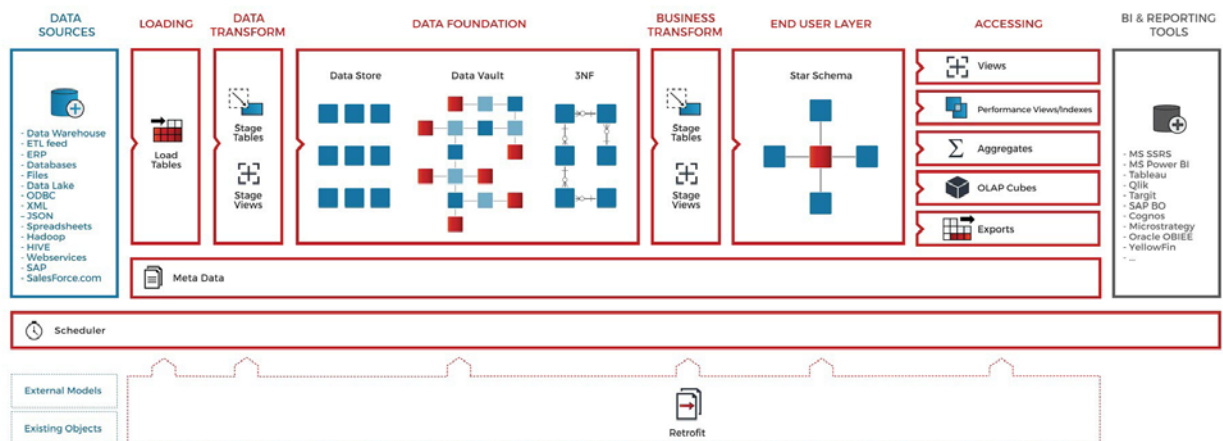 DATA
SOURCES
LOADING
DATA
TRANSFORM
DATA FOUNDATION
BUSINESS
TRANSFORM
END USER LAYER
ACCESSING
BI & REPORTING
TOOLS
- Data Warehouse
- ETL feed
- ERP
- Databases
- Files
- Data Lake
- ODBC
- XML
- JSON
- Spreadsheets
- Hadoop
- HIVE
- Webservices
- SAP
- SalesForce.com
Load
Tables
Stage
Tables
Stage
Views
Data Store
Data Vault
3NF
Stage
Tables
Stage
Views
Star Schema
Views
Performance Views/Indexes
Σ Aggregates
OLAP Cubes
Exports
- MS SSRS
- MS Power BI
- Tableau
- Qlik
- Targit
- SAP BO
- Cognos
- Microstrategy
- Oracle OBIEE
- YellowFin
- ...
Meta Data
Scheduler
External Models
Existing Objects
Retrofit